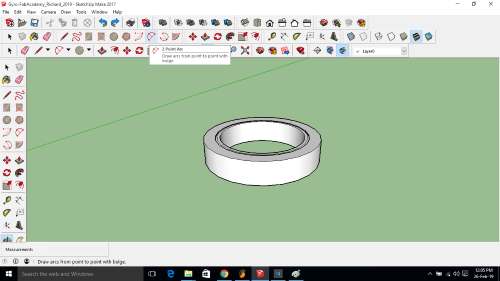 Gyro-FabAcademy_Richard_2019 - SketchUp Make 2017
File Edit View Camera Draw Tools Window Help
2 Point Arc
Draw arcs from point to point with
bulge.
Layer0
Measurements
Draw arcs from point to point with bulge.
Search the web and Windows
12:05 PM
26-Feb-19